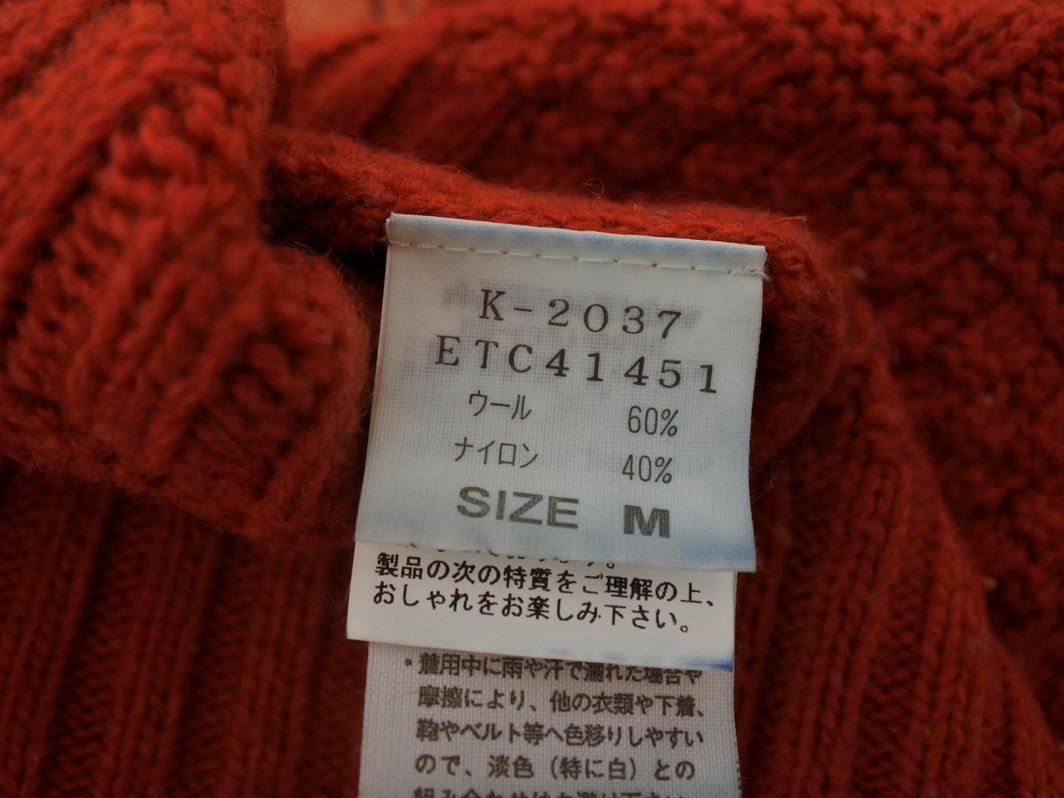 K-2037
ETC41451
ウール 60%
ナイロン 40%
SIZE M
製品の次の特質をご理解の上、
おしゃれをお楽しみ下さい。
・着用中に雨や汗で濡れた場合や
摩擦により、他の衣類や下着、
鞄やベルト等へ色移りしやすい
ので、淡色（特に白）との